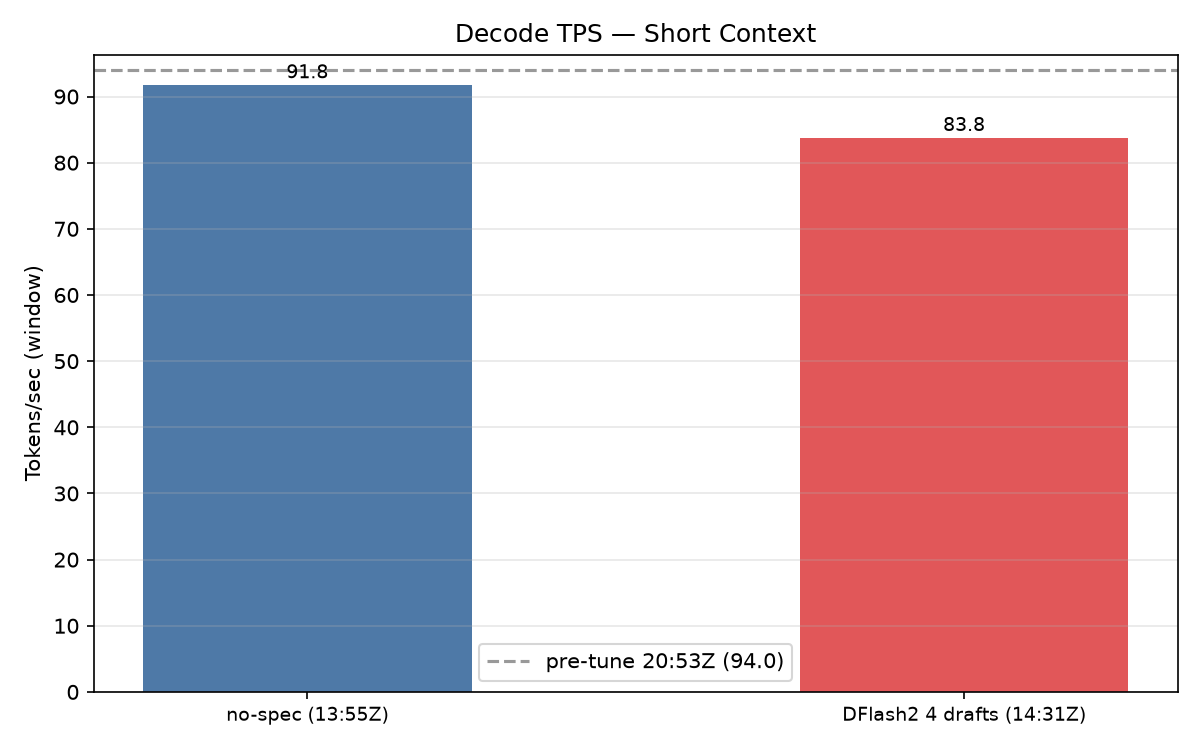 Decode TPS — Short Context
91.8
83.8
90
80
70
60
50
40
30
20
10
0
Tokens/sec (window)
pre-tune 20:53Z (94.0)
no-spec (13:55Z)
DFlash2 4 drafts (14:31Z)